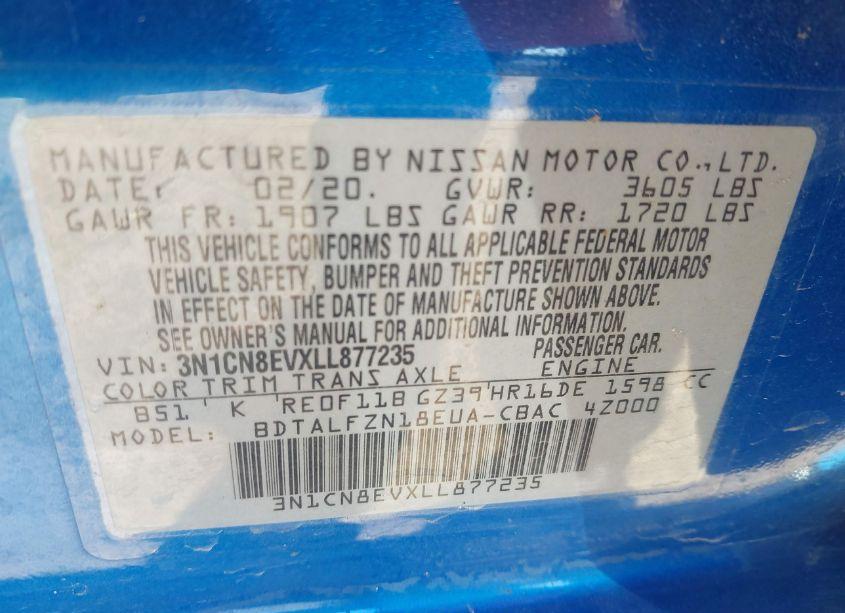 MANUFACTURED BY NISSAN MOTOR CO.,LTD.
DATE: 02/20. GVWR: 3605 LBS
GAWR FR: 1907 LBS GAWR RR: 1720 LBS
THIS VEHICLE CONFORMS TO ALL APPLICABLE FEDERAL MOTOR
VEHICLE SAFETY, BUMPER AND THEFT PREVENTION STANDARDS
IN EFFECT ON THE DATE OF MANUFACTURE SHOWN ABOVE.
SEE OWNER'S MANUAL FOR ADDITIONAL INFORMATION.
VIN: 3N1CN8EVXLL877235 PASSENGER CAR.
COLOR TRIM TRANS AXLE ENGINE
B51 K RE0F11B GZ39 HR16DE 1598 CC
MODEL: BDTALFZN18EUA-CBAC 4Z000
3N1CN8EVXLL877235